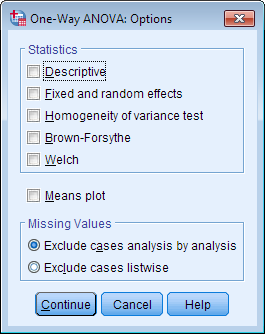 One-Way ANOVA: Options
Statistics
Descriptive
Fixed and random effects
Homogeneity of variance test
Brown-Forsythe
Welch
Means plot
Missing Values
Exclude cases analysis by analysis
Exclude cases listwise
Continue Cancel Help